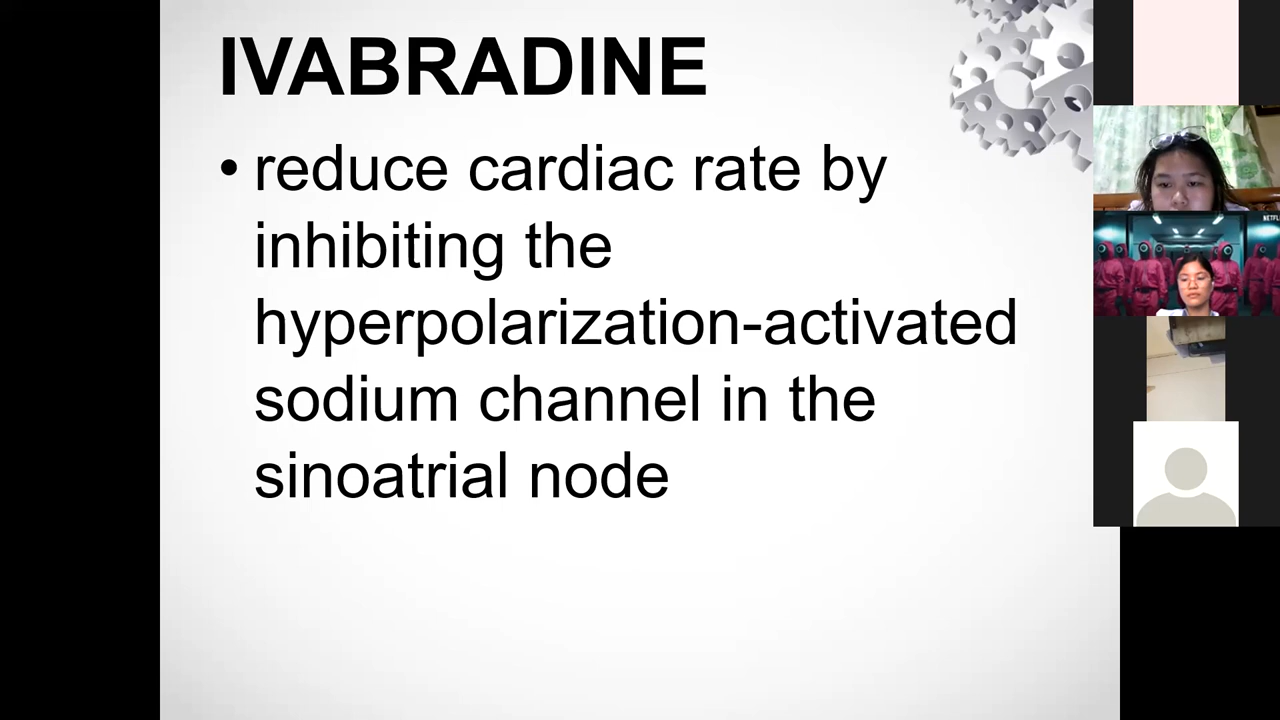 IVABRADINE
• reduce cardiac rate by
inhibiting the
hyperpolarization-activated
sodium channel in the
sinoatrial node